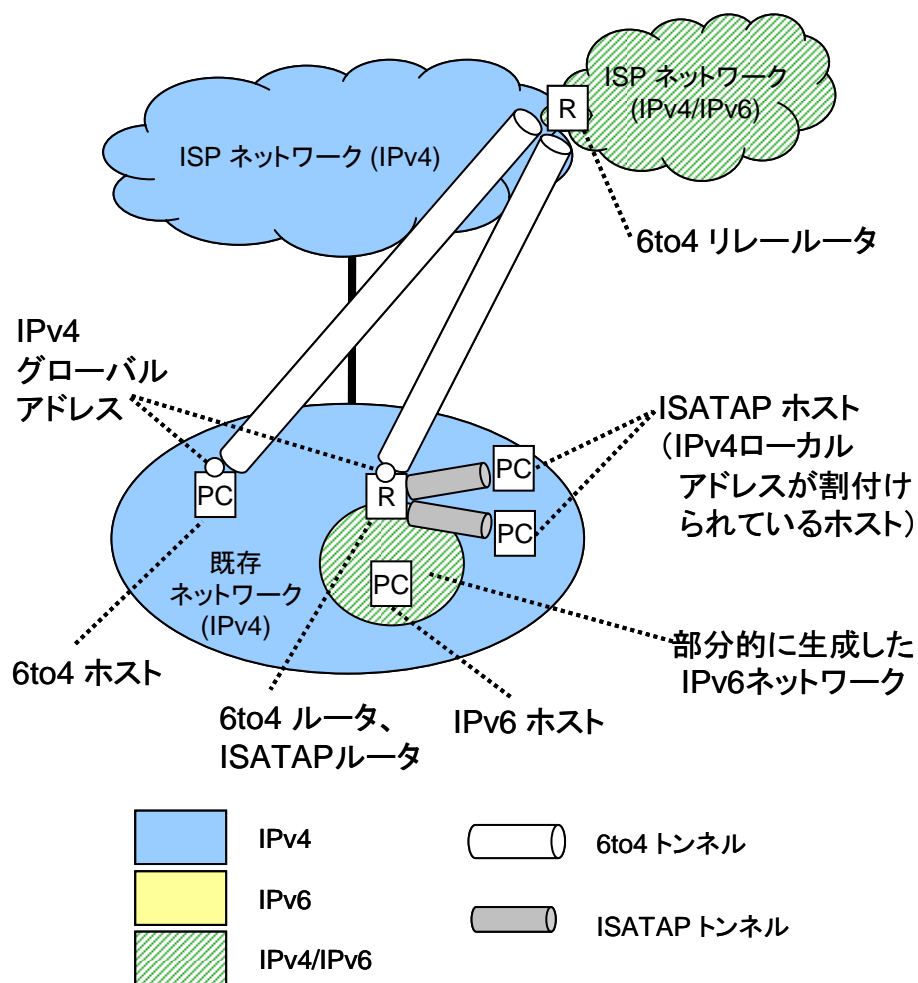 ISP ネットワーク
(IPv4/IPv6)
R
ISP ネットワーク (IPv4)
6to4 リレールータ
IPv4
グローバル
アドレス
ISATAP ホスト
(IPv4ローカル
アドレスが割付け
られているホスト)
PC
PC
R
PC
PC
既存
ネットワーク
(IPv4)
部分的に生成した
IPv6ネットワーク
6to4 ホスト
6to4 ルータ、
ISATAPルータ
IPv6 ホスト
IPv4
6to4 トンネル
IPv6
ISATAP トンネル
IPv4/IPv6